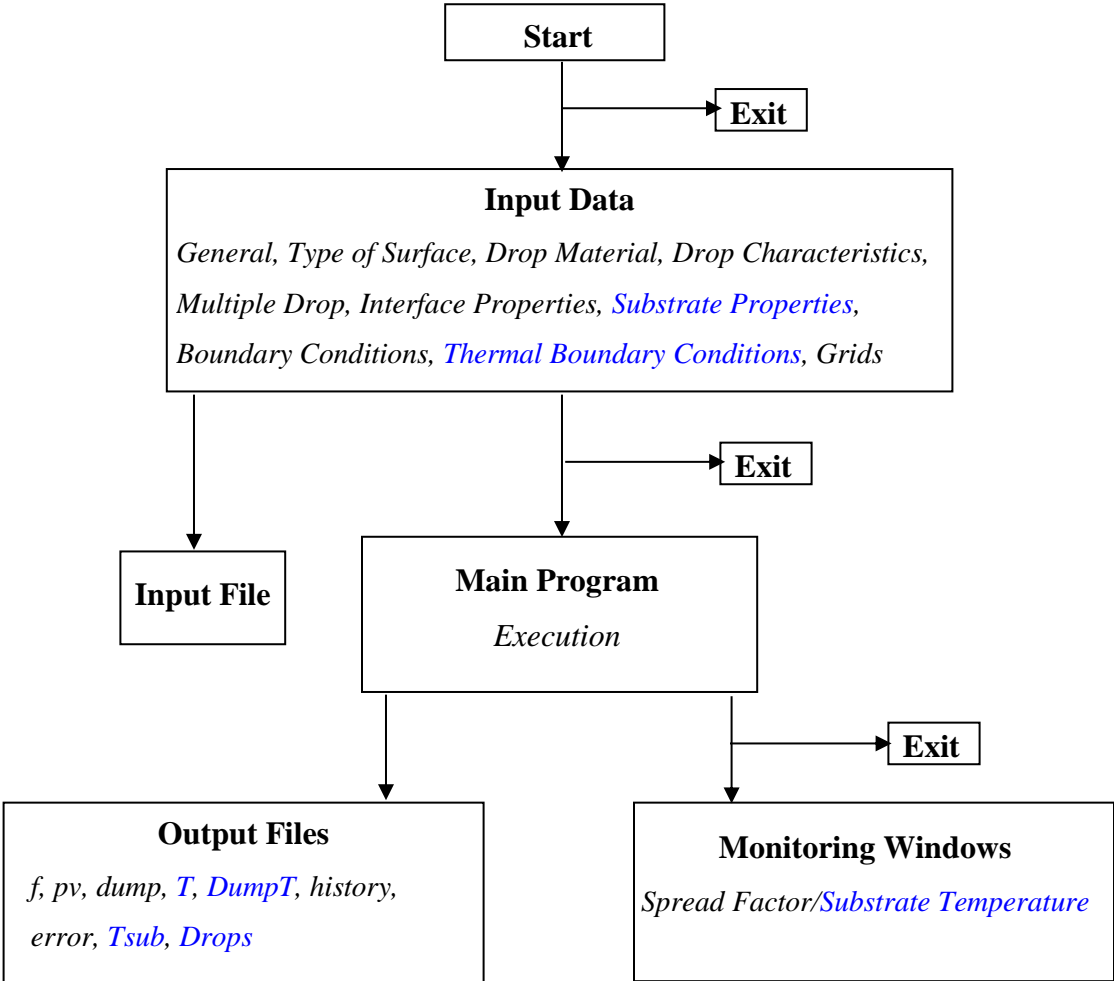 Start
Exit
Input Data
General, Type of Surface, Drop Material, Drop Characteristics,
Multiple Drop, Interface Properties, Substrate Properties,
Boundary Conditions, Thermal Boundary Conditions, Grids
Exit
Input File
Main Program
Execution
Exit
Output Files
f, pv, dump, T, DumpT, history,
error, Tsub, Drops
Monitoring Windows
Spread Factor/Substrate Temperature